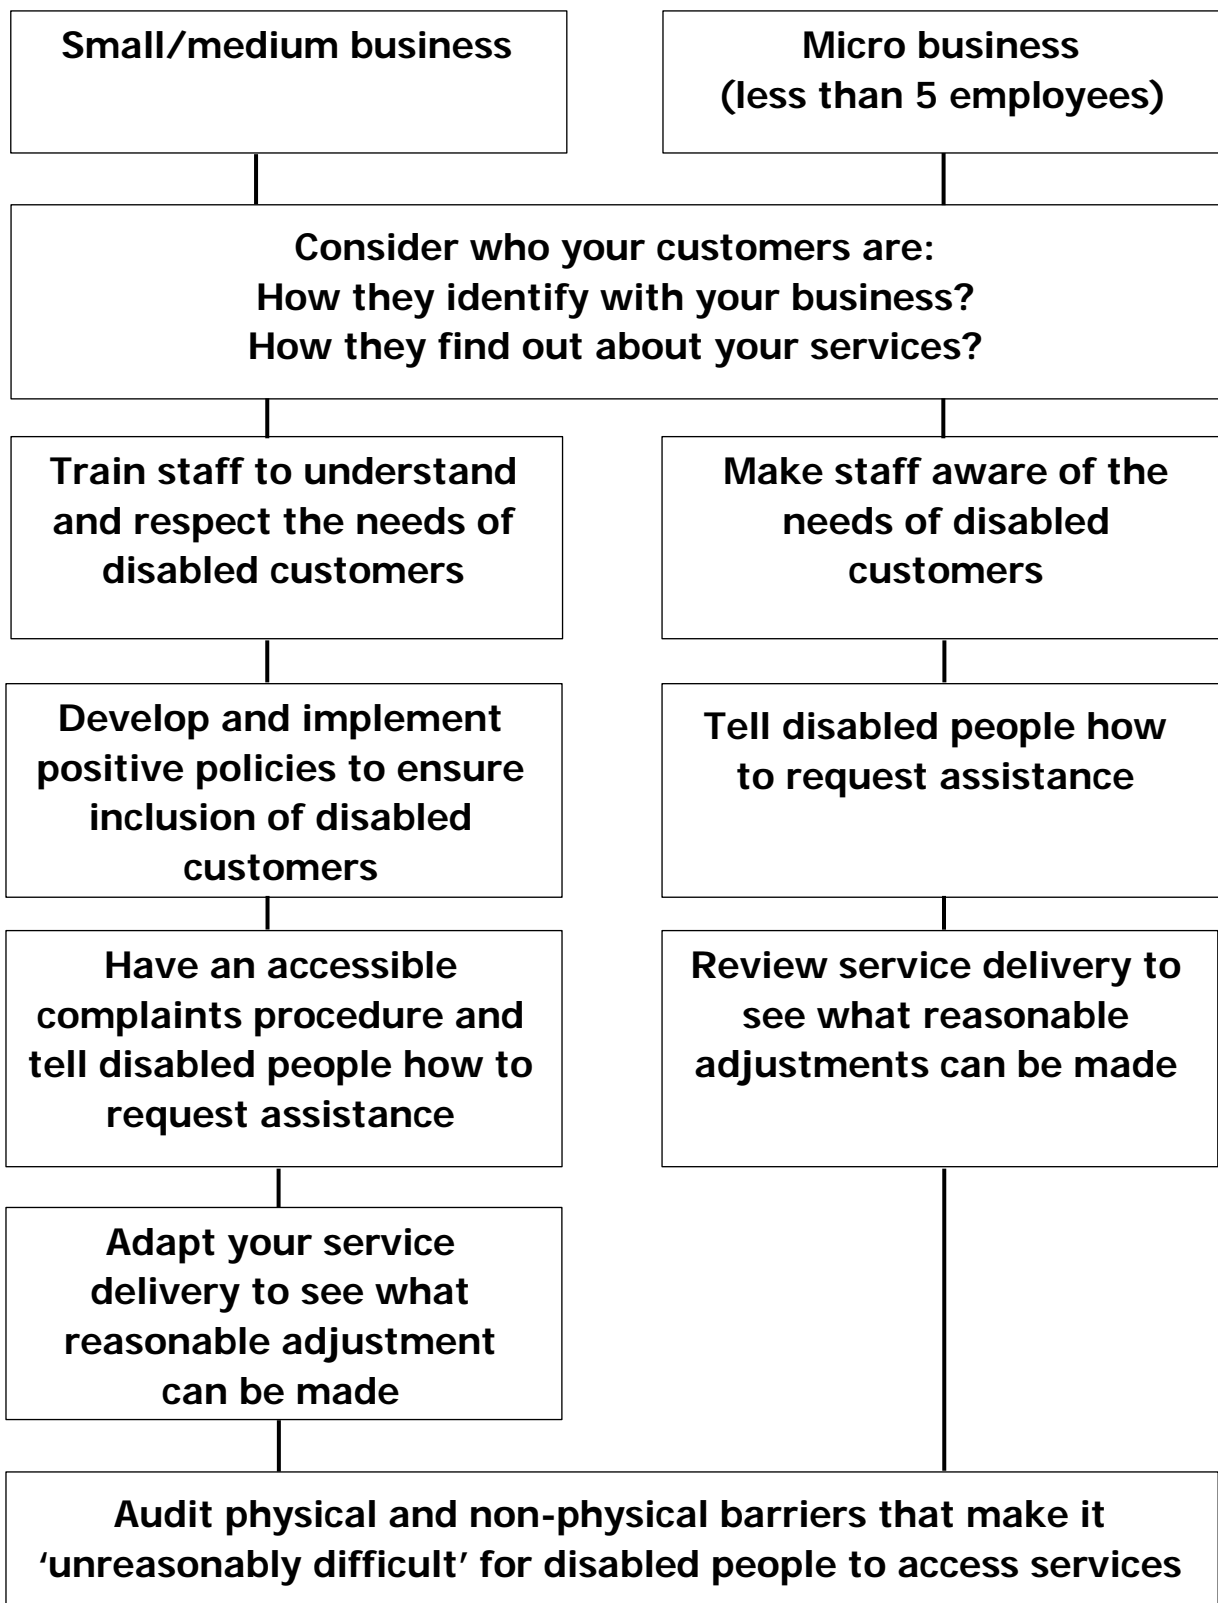 Small/medium business
Micro business
(less than 5 employees)
Consider who your customers are:
How they identify with your business?
How they find out about your services?
Train staff to understand
and respect the needs of
disabled customers
Make staff aware of the
needs of disabled
customers
Develop and implement
positive policies to ensure
inclusion of disabled
customers
Tell disabled people how
to request assistance
Have an accessible
complaints procedure and
tell disabled people how to
request assistance
Review service delivery to
see what reasonable
adjustments can be made
Adapt your service
delivery to see what
reasonable adjustment
can be made
Audit physical and non-physical barriers that make it
‘unreasonably difficult’ for disabled people to access services